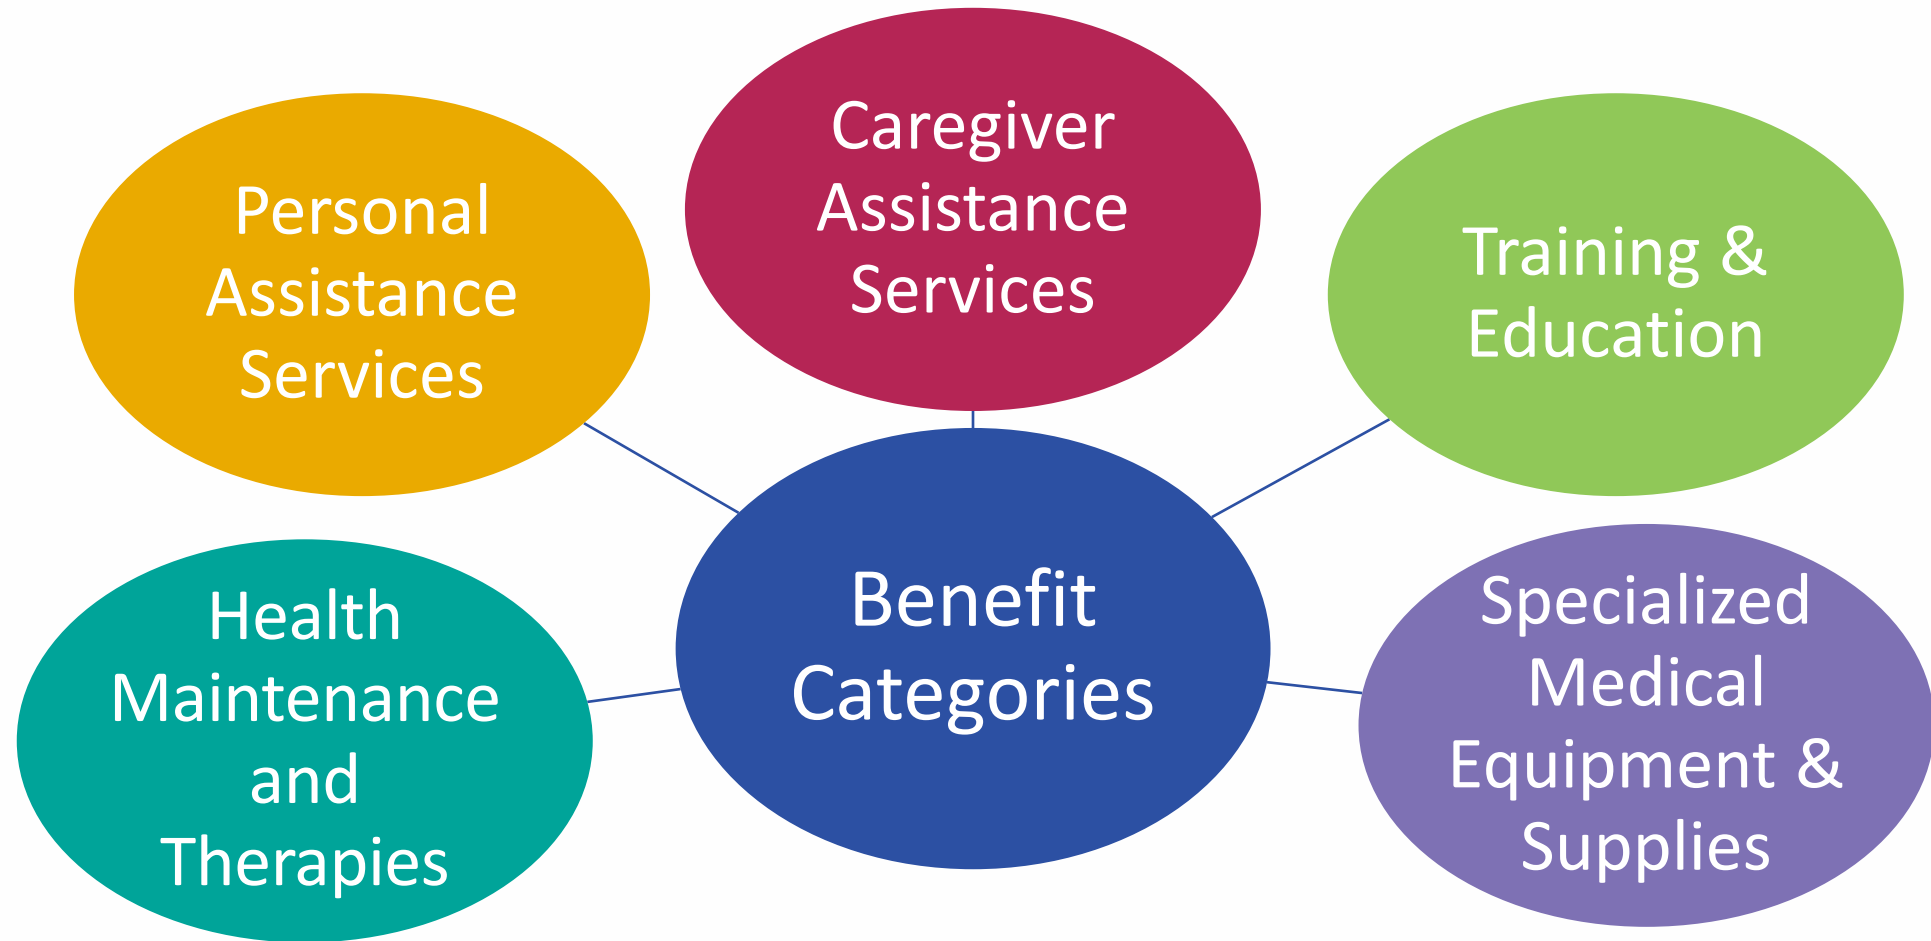 Caregiver
Assistance
Services
Personal
Assistance
Services
Training &
Education
Health
Maintenance
and
Therapies
Benefit
Categories
Specialized
Medical
Equipment &
Supplies